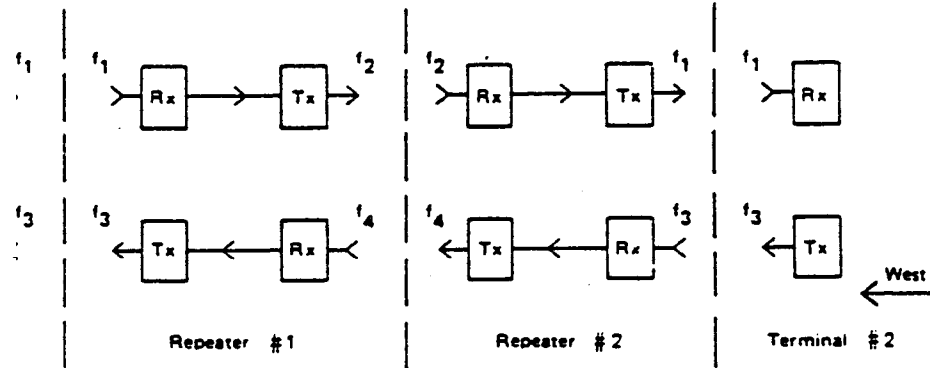 f1 f1 f2 f2 f1 f1
Rx Tx Rx Tx Rx
f3 f3 f4 f4 f3 f3
Tx Rx Tx Rx Tx
West
Repeater #1 Repeater #2 Terminal #2